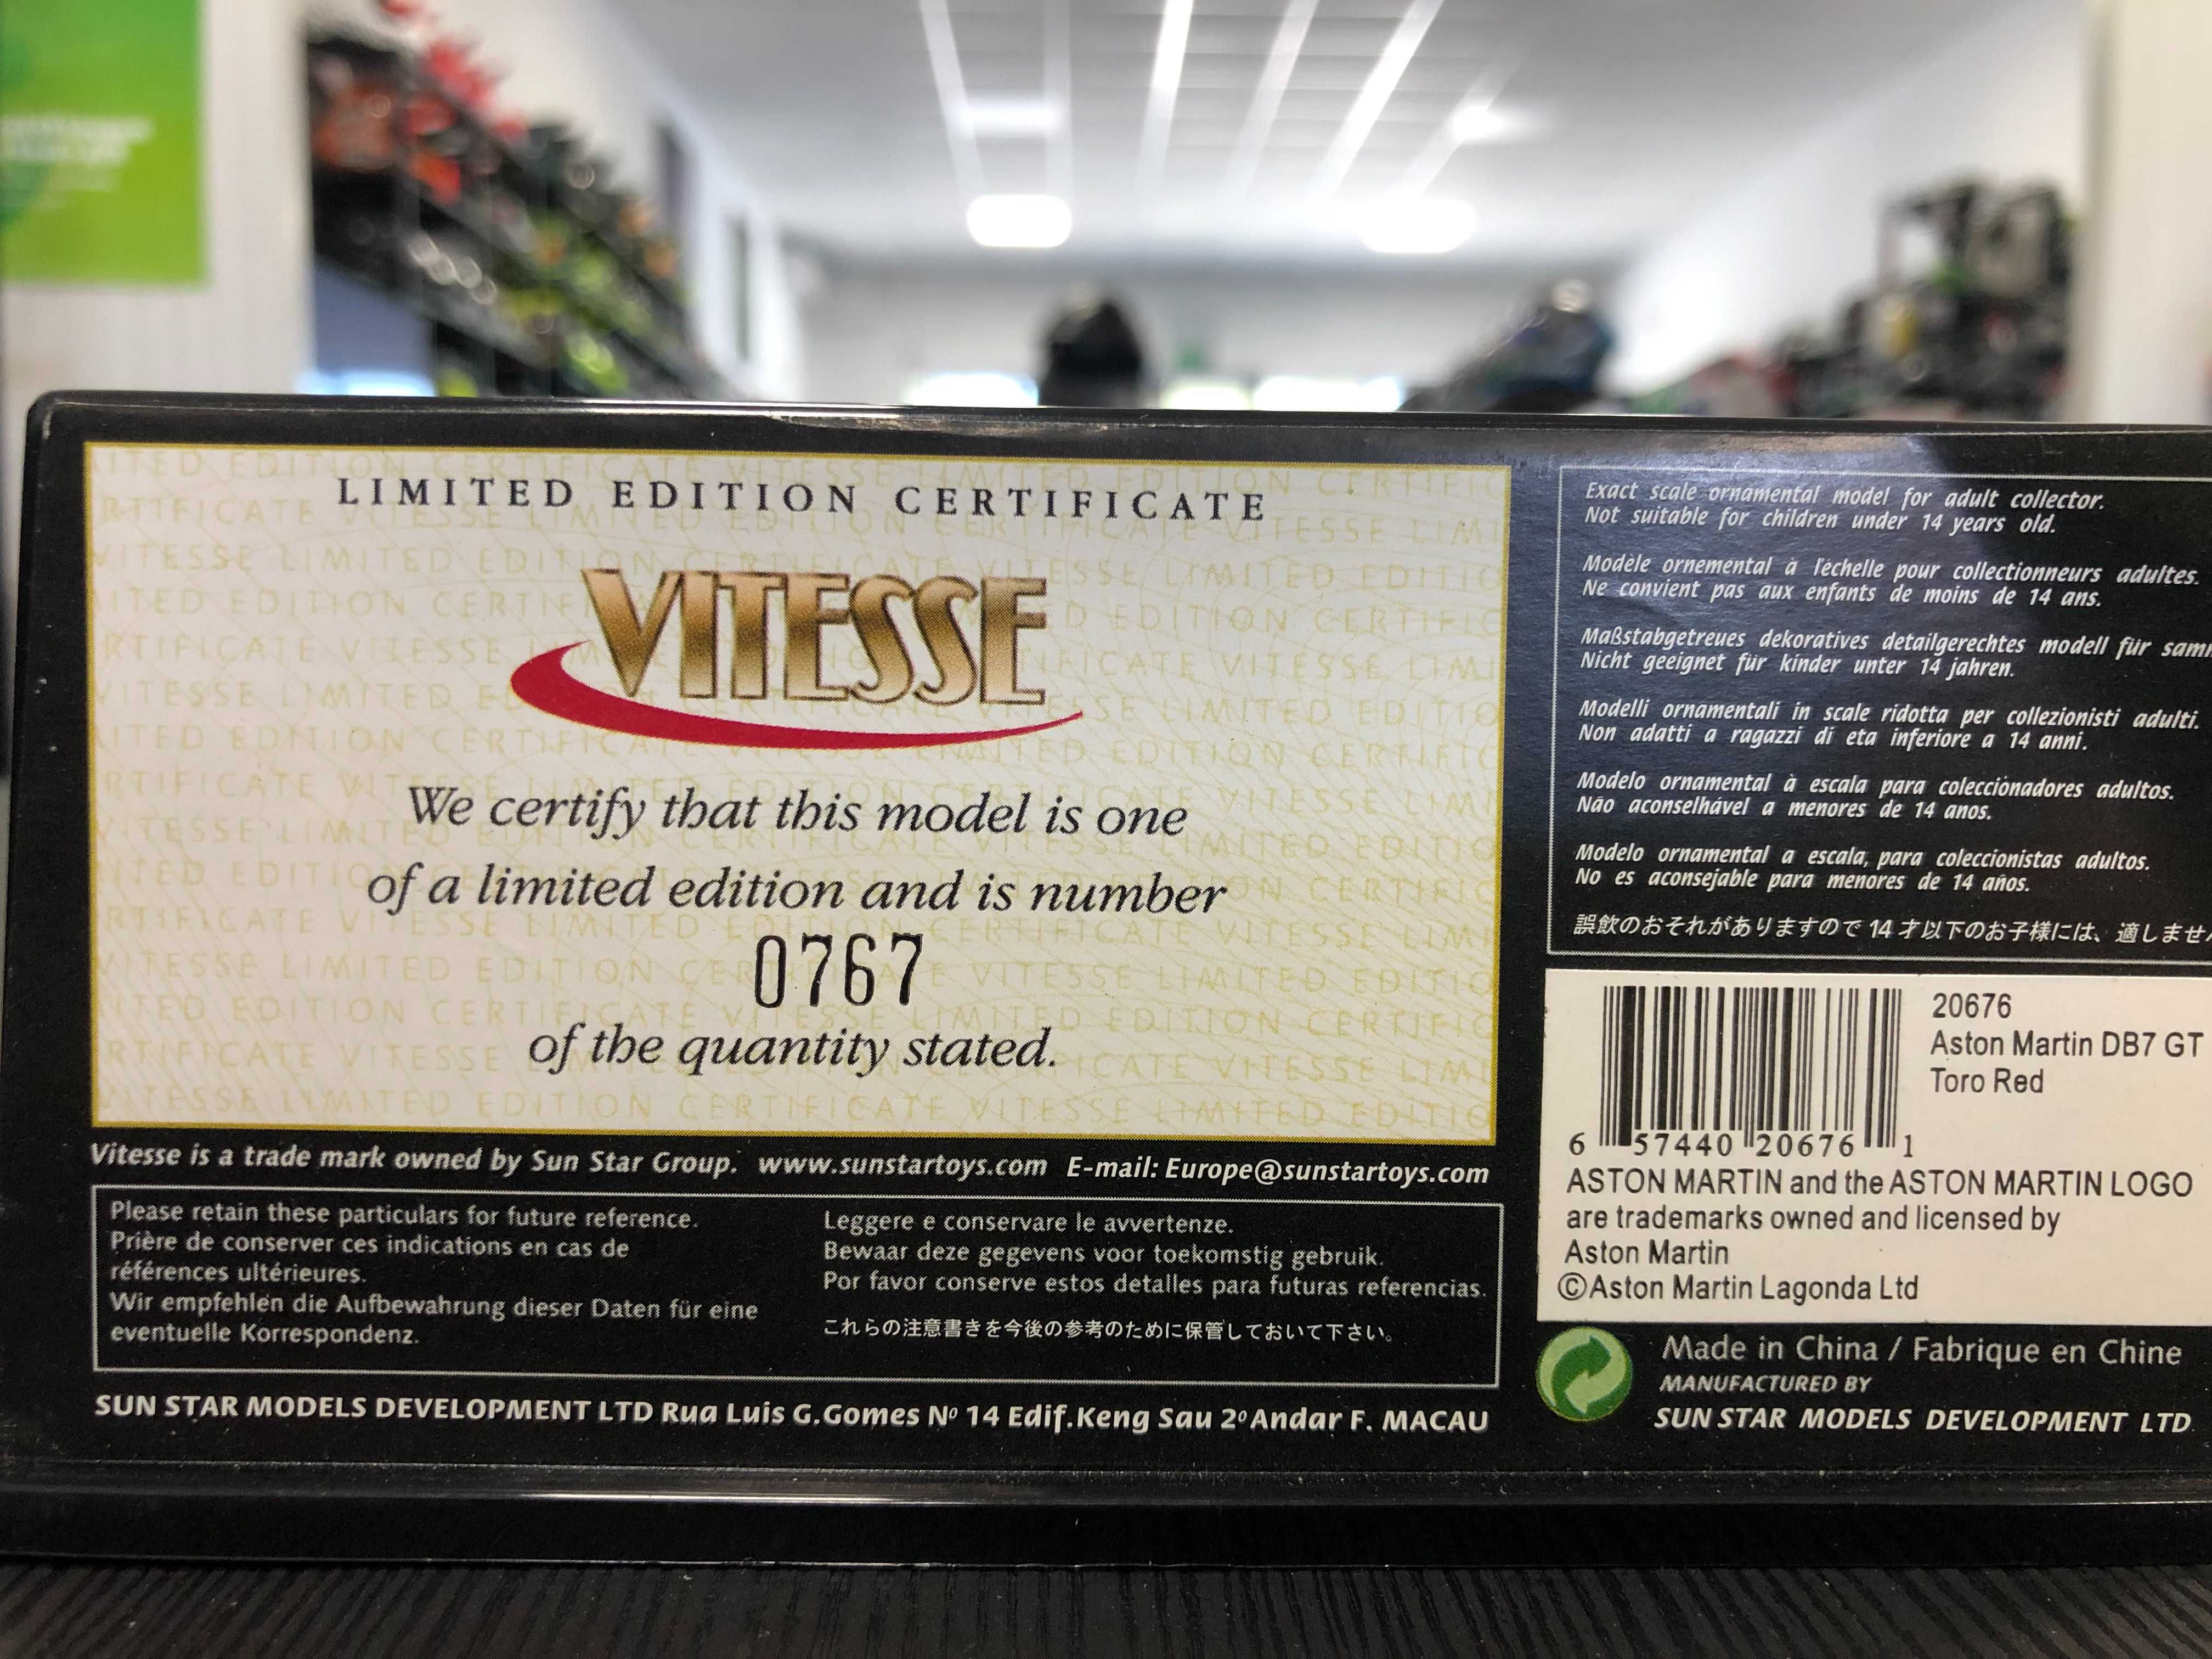 LIMITED EDITION CERTIFICATE
VITESSE
We certify that this model is one
of a limited edition and is number
0767
of the quantity stated.
Vitesse is a trade mark owned by Sun Star Group. www.sunstartoys.com E-mail: Europe@sunstartoys.com
Please retain these particulars for future reference.
Prière de conserver ces indications en cas de
références ultérieures.
Wir empfehlen die Aufbewahrung dieser Daten für eine
eventuelle Korrespondenz.
Leggere e conservare le avvertenze.
Bewaar deze gegevens voor toekomstig gebruik.
Por favor conserve estos detalles para futuras referencias.
これらの注意書きを今後の参考のために保管しておいて下さい。
SUN STAR MODELS DEVELOPMENT LTD Rua Luis G.Gomes Nº 14 Edif.Keng Sau 2º Andar F. MACAU
Exact scale ornamental model for adult collector.
Not suitable for children under 14 years old.
Modèle ornemental à l'échelle pour collectionneurs adultes.
Ne convient pas aux enfants de moins de 14 ans.
Maßstabgetreues dekoratives detailgerechtes modell für
Nicht geeignet für kinder unter 14 jahren.
Modelli ornamentali in scale ridotta per collezionisti adulti.
Non adatti a ragazzi di eta inferiore a 14 anni.
Modelo ornamental à escala para coleccionadores adultos.
Não aconselhável a menores de 14 anos.
Modelo ornamental a escala, para coleccionistas adultos.
No es aconsejable para menores de 14 años.
誤飲のおそれがありますので 14 才以下のお子様には、適しませ
20676
Aston Martin DB7 GT
Toro Red
6 57440 20676 1
ASTON MARTIN and the ASTON MARTIN LOGO
are trademarks owned and licensed by
Aston Martin
©Aston Martin Lagonda Ltd
Made in China / Fabrique en Chine
MANUFACTURED BY
SUN STAR MODELS DEVELOPMENT LTD